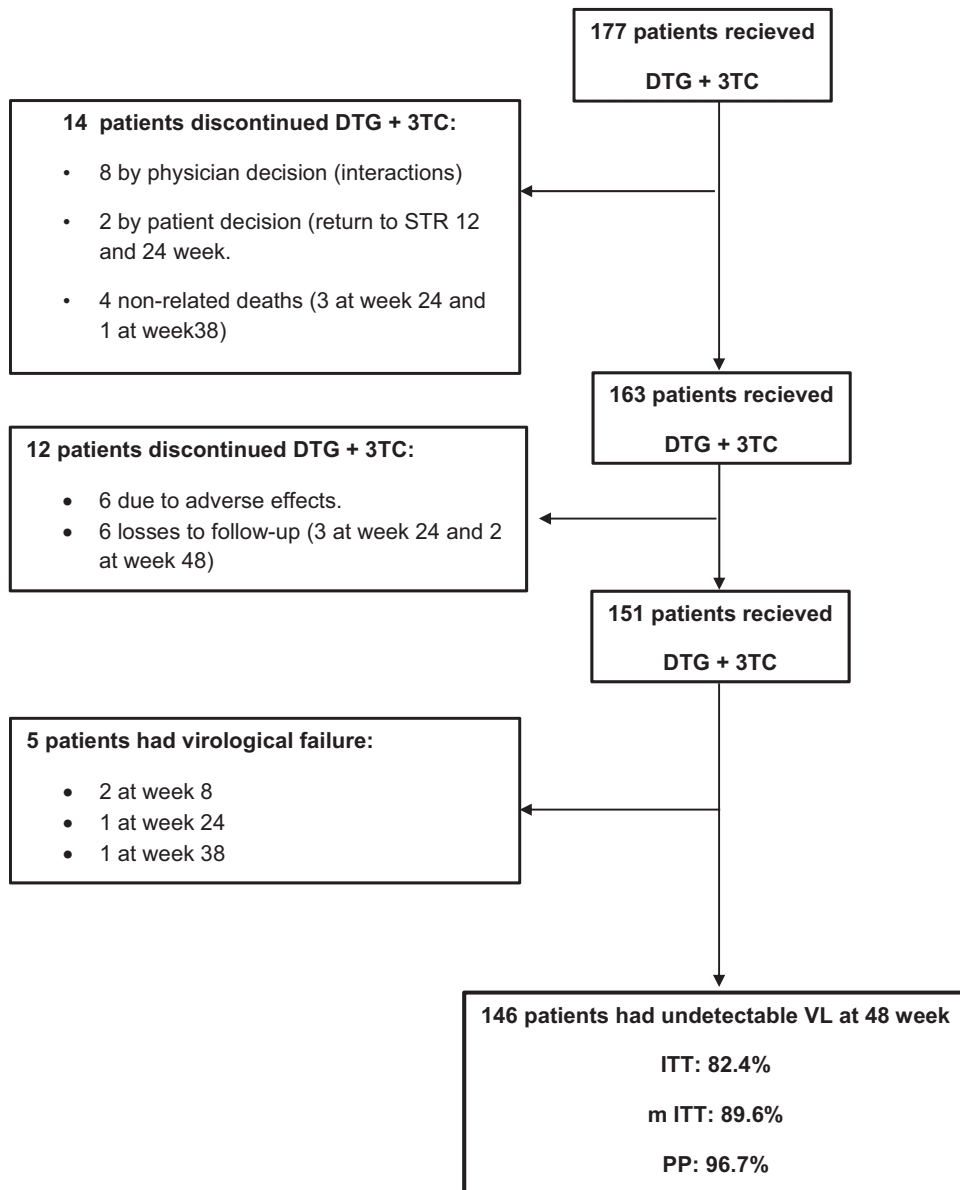 177 patients recieved
DTG + 3TC
14 patients discontinued DTG + 3TC:
• 8 by physician decision (interactions)
• 2 by patient decision (return to STR 12
and 24 week.
• 4 non-related deaths (3 at week 24 and
1 at week38)
163 patients recieved
DTG + 3TC
12 patients discontinued DTG + 3TC:
• 6 due to adverse effects.
• 6 losses to follow-up (3 at week 24 and 2
at week 48)
151 patients recieved
DTG + 3TC
5 patients had virological failure:
• 2 at week 8
• 1 at week 24
• 1 at week 38
146 patients had undetectable VL at 48 week
ITT: 82.4%
m ITT: 89.6%
PP: 96.7%